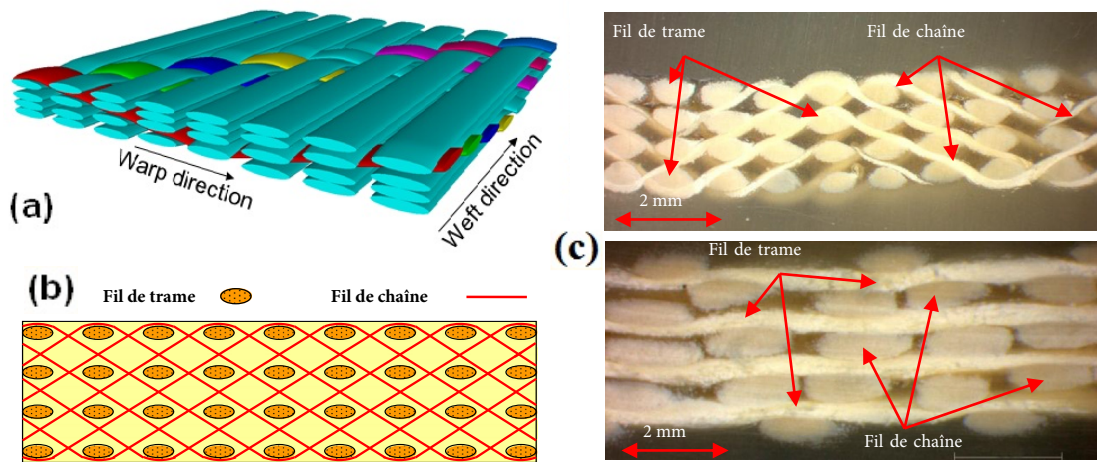 Warp direction
Weft direction
(a)
(b)
Fil de trame
Fil de chaîne
(c)
Fil de trame
Fil de chaîne
2 mm
Fil de trame
2 mm
Fil de chaîne